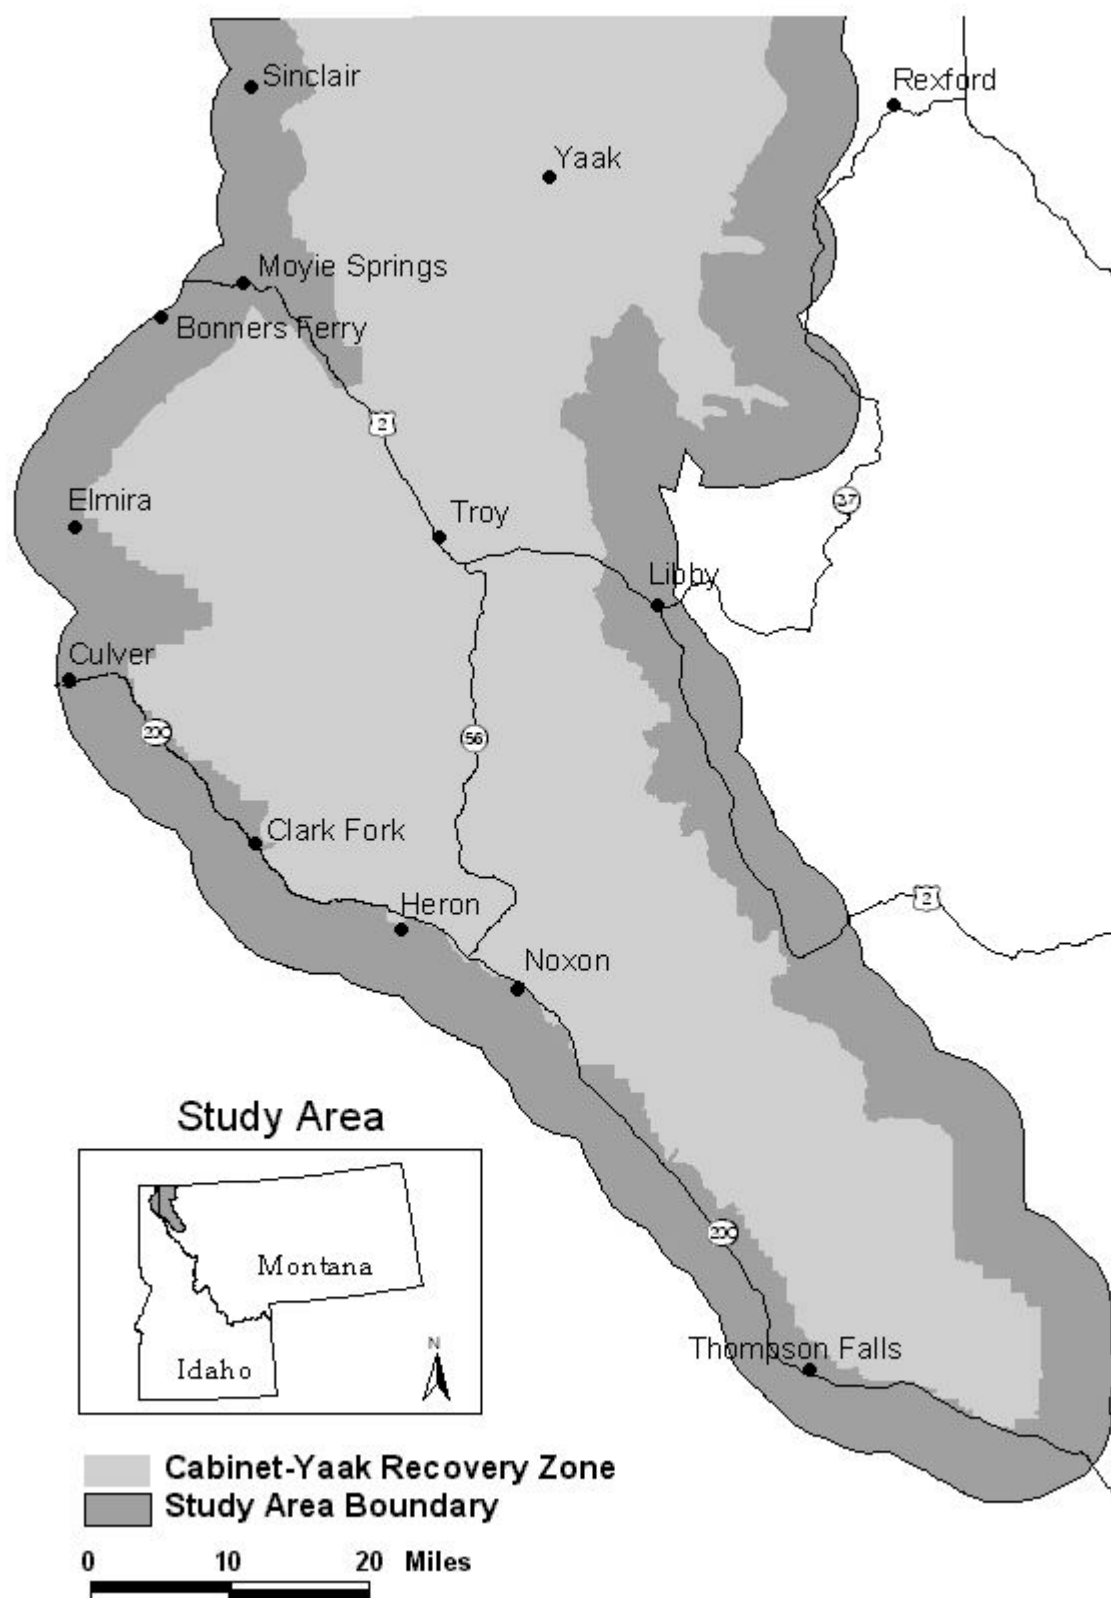 Sinclair
Rexford
Yaak
Moyie Springs
Bonners Ferry
2
Elmira
37
Troy
Libby
Culver
200
56
Clark Fork
2
Heron
Noxon
Study Area
200
Montana
Thompson Falls
N
Idaho
Cabinet-Yaak Recovery Zone
Study Area Boundary
0 10 20 Miles